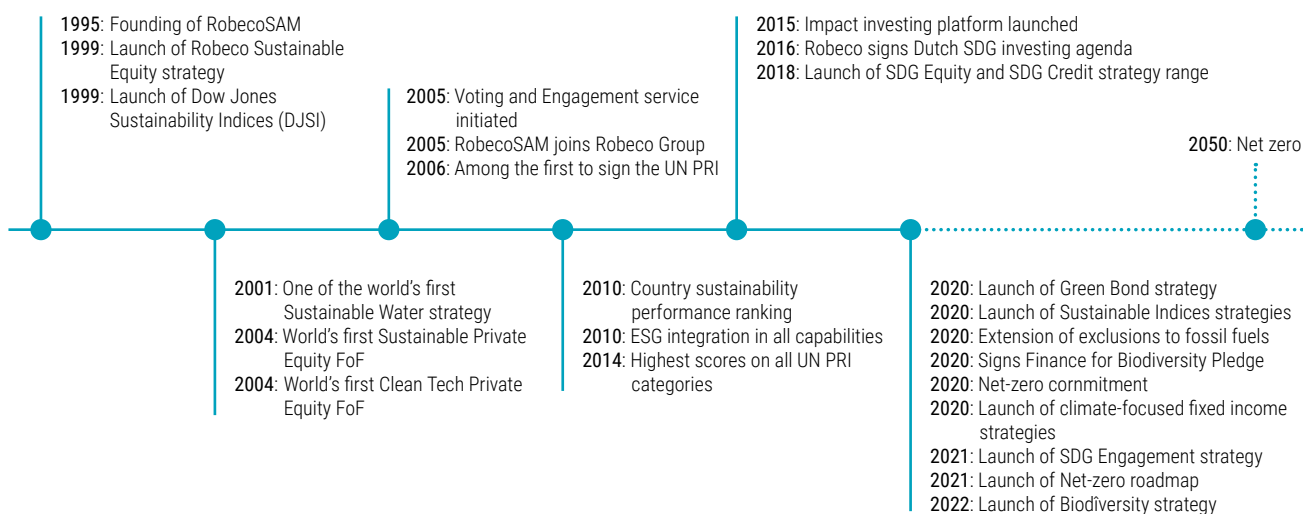 1995: Founding of RobecoSAM
1999: Launch of Robeco Sustainable
Equity strategy
1999: Launch of Dow Jones
Sustainability Indices (DJSI)
2005: Voting and Engagement service
initiated
2005: RobecoSAM joins Robeco Group
2006: Among the first to sign the UN PRI
2015: Impact investing platform launched
2016: Robeco signs Dutch SDG investing agenda
2018: Launch of SDG Equity and SDG Credit strategy range
2050: Net zero
2001: One of the world's first
Sustainable Water strategy
2004: World's first Sustainable Private
Equity FoF
2004: World's first Clean Tech Private
Equity FoF
2010: Country sustainability
performance ranking
2010: ESG integration in all capabilities
2014: Highest scores on all UN PRI
categories
2020: Launch of Green Bond strategy
2020: Launch of Sustainable Indices strategies
2020: Extension of exclusions to fossil fuels
2020: Signs Finance for Biodiversity Pledge
2020: Net-zero cornmitment
2020: Launch of climate-focused fixed income
strategies
2021: Launch of SDG Engagement strategy
2021: Launch of Net-zero roadmap
2022: Launch of Biodîversity strategy